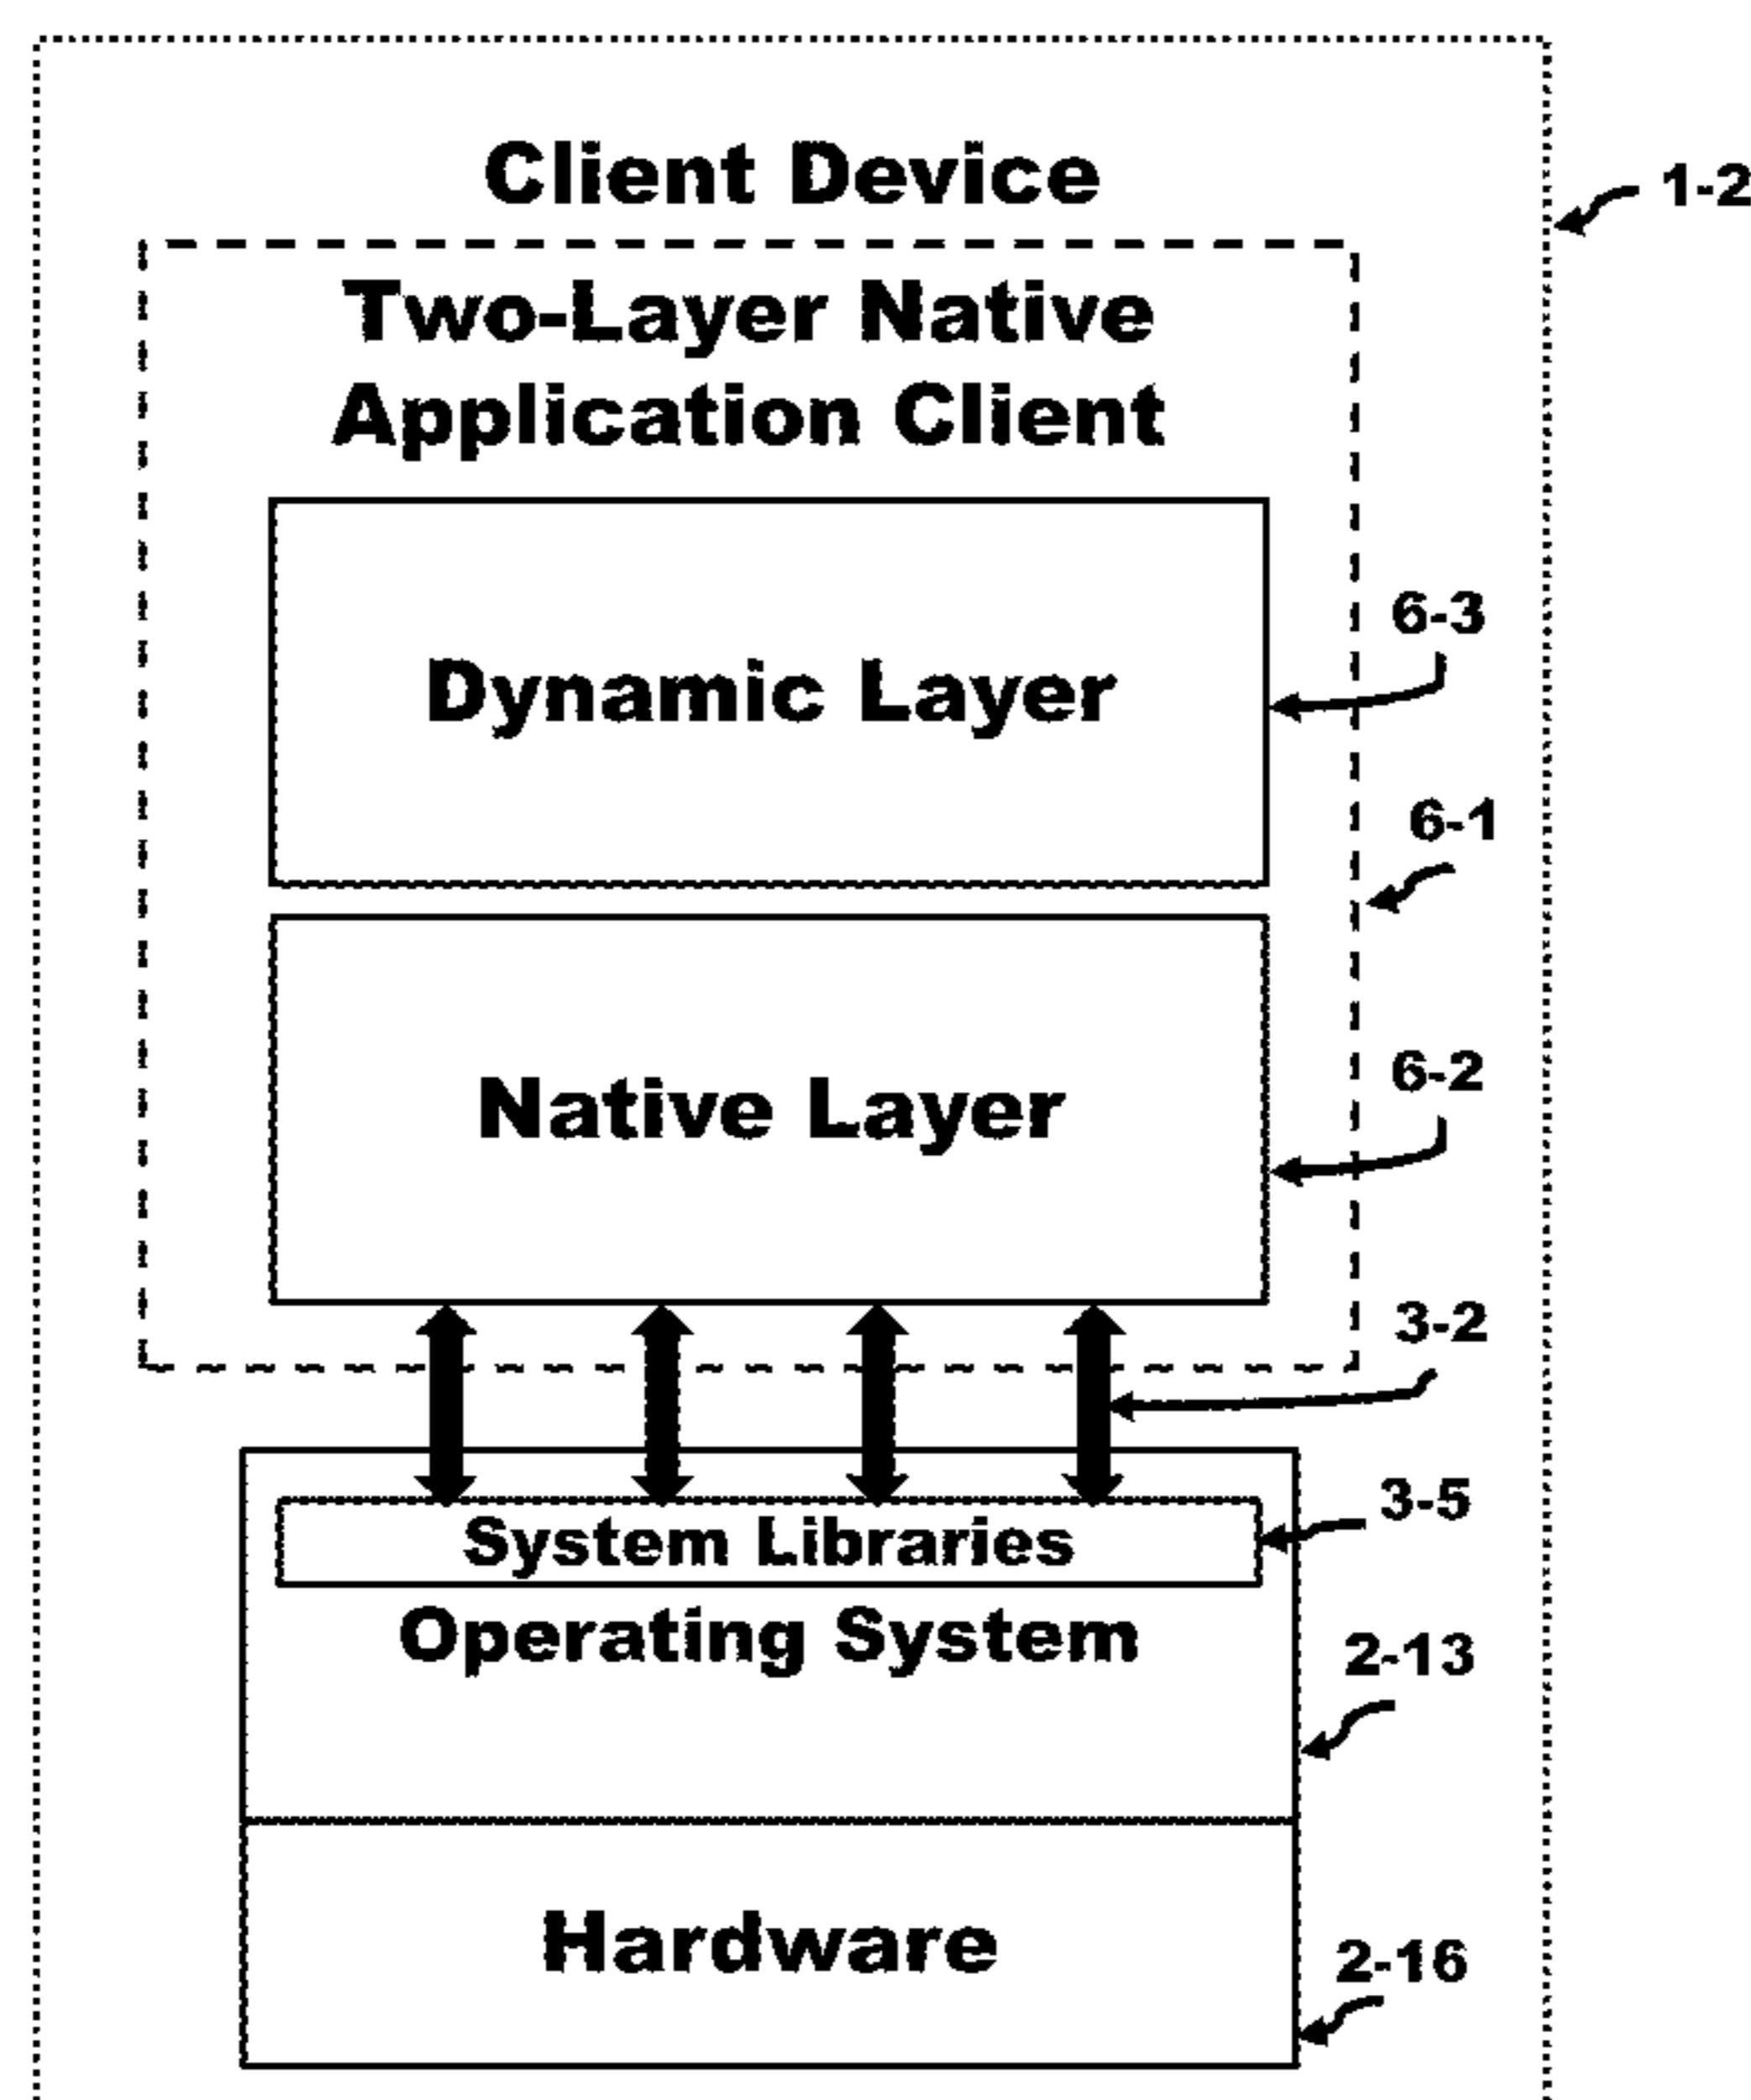 Client Device
1-2
Two-Layer Native
Application Client
6-3
Dynamic Layer
6-1
6-2
Native Layer
3-2
3-5
System Libraries
Operating System
2-13
Hardware
2-16